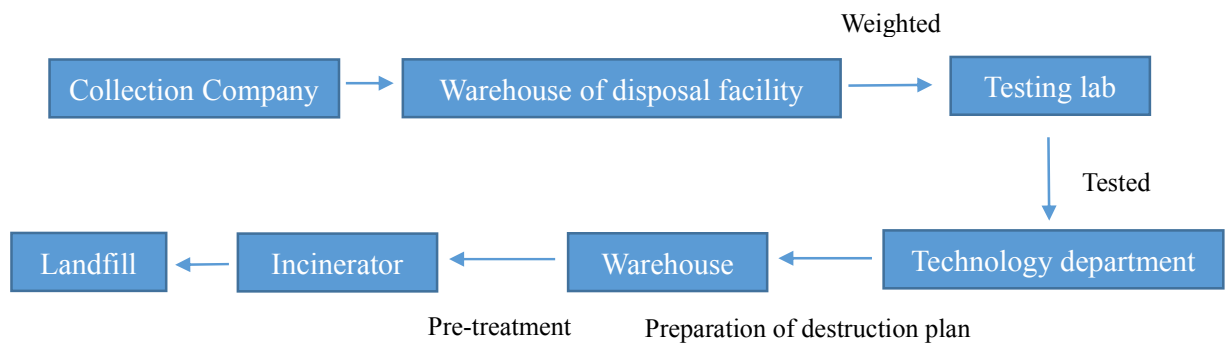 Weighted
Collection Company
Warehouse of disposal facility
Testing lab
Tested
Technology department
Warehouse
Incinerator
Landfill
Pre-treatment
Preparation of destruction plan